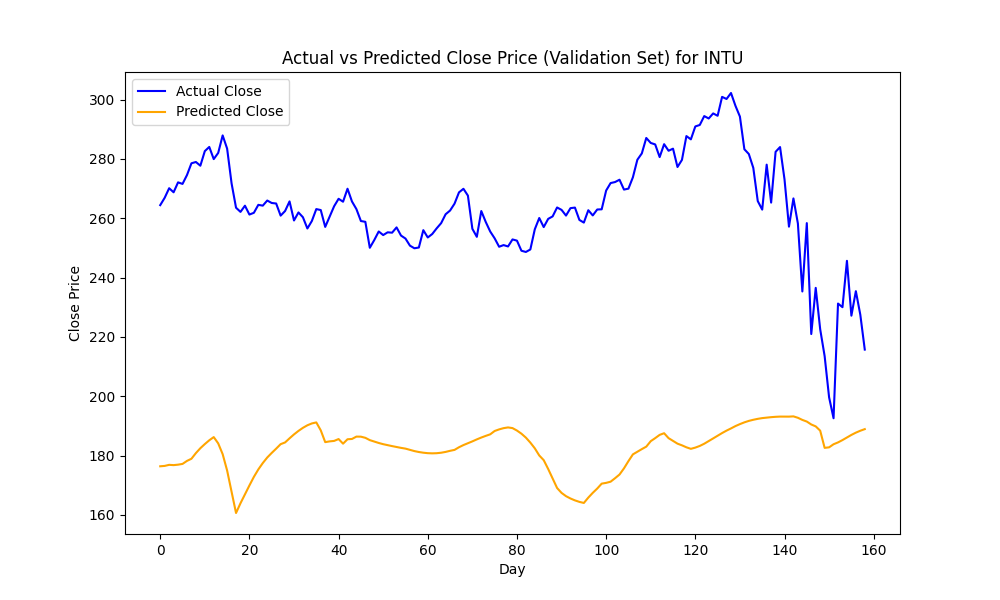 Actual vs Predicted Close Price (Validation Set) for INTU
Actual Close
Predicted Close
300
280
260
240
220
200
180
160
Close Price
0 20 40 60 80 100 120 140 160
Day